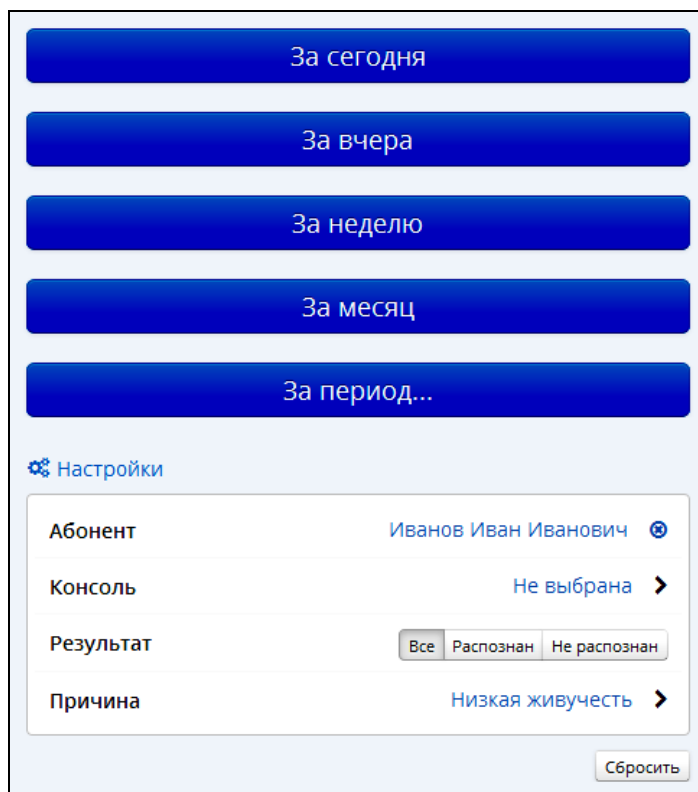 За сегодня
За вчера
За неделю
За месяц
За период...
Настройки
Абонент Иванов Иван Иванович
Консоль Не выбрана
Результат Все Распознан Не распознан
Причина Низкая живучесть
Сбросить